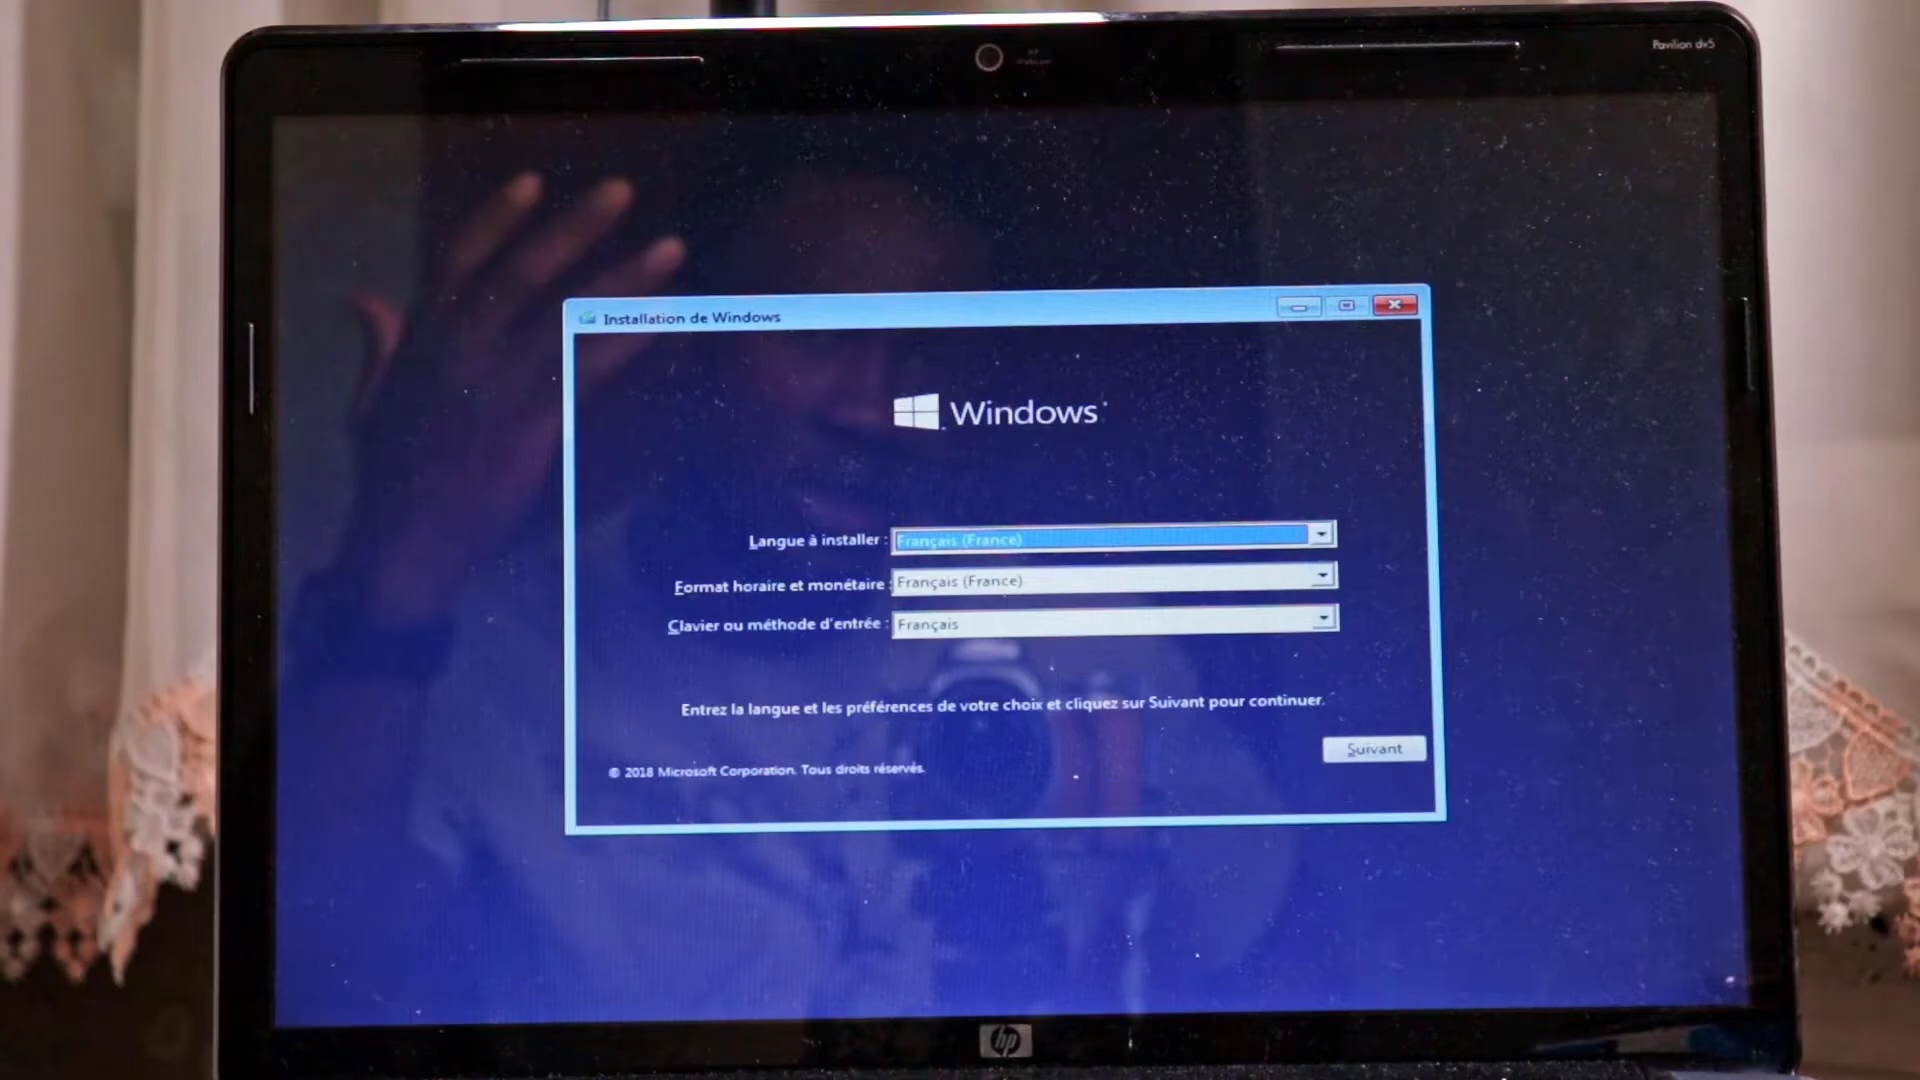 Pavilion dv5
Installation de Windows
Windows
Langue à installer : Français (France)
Format horaire et monétaire : Français (France)
Clavier ou méthode d'entrée : Français
Entrez la langue et les préférences de votre choix et cliquez sur Suivant pour continuer.
Suivant
© 2018 Microsoft Corporation. Tous droits réservés.
hp